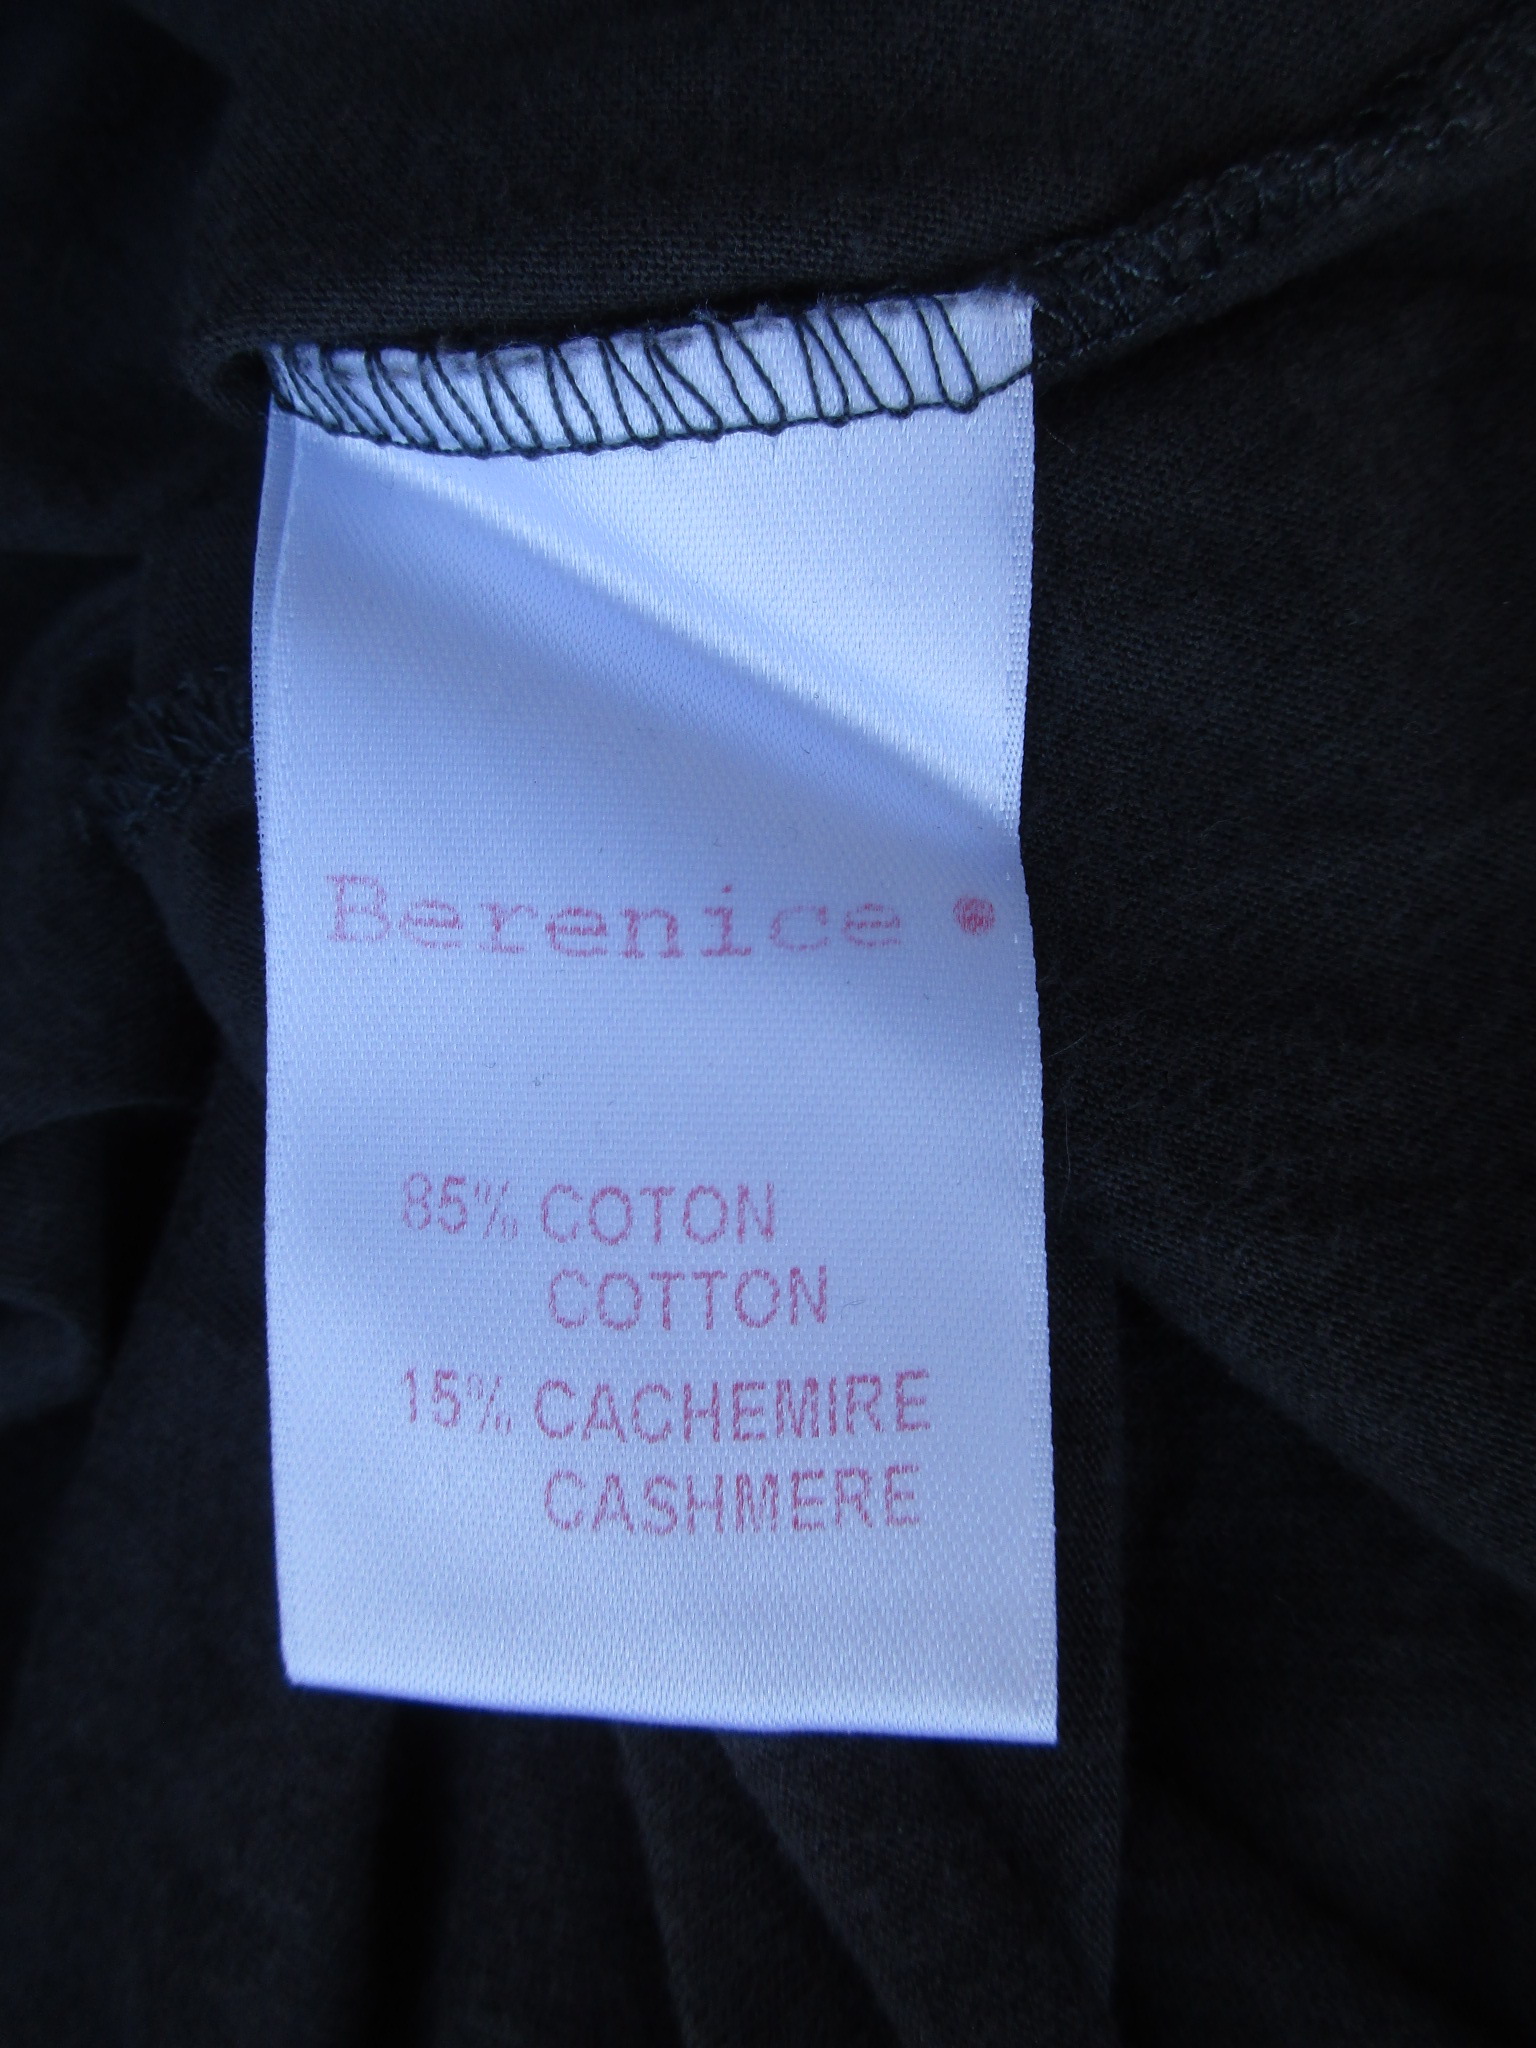 Berenice •
85% COTON
COTTON
15% CACHEMIRE
CASHMERE